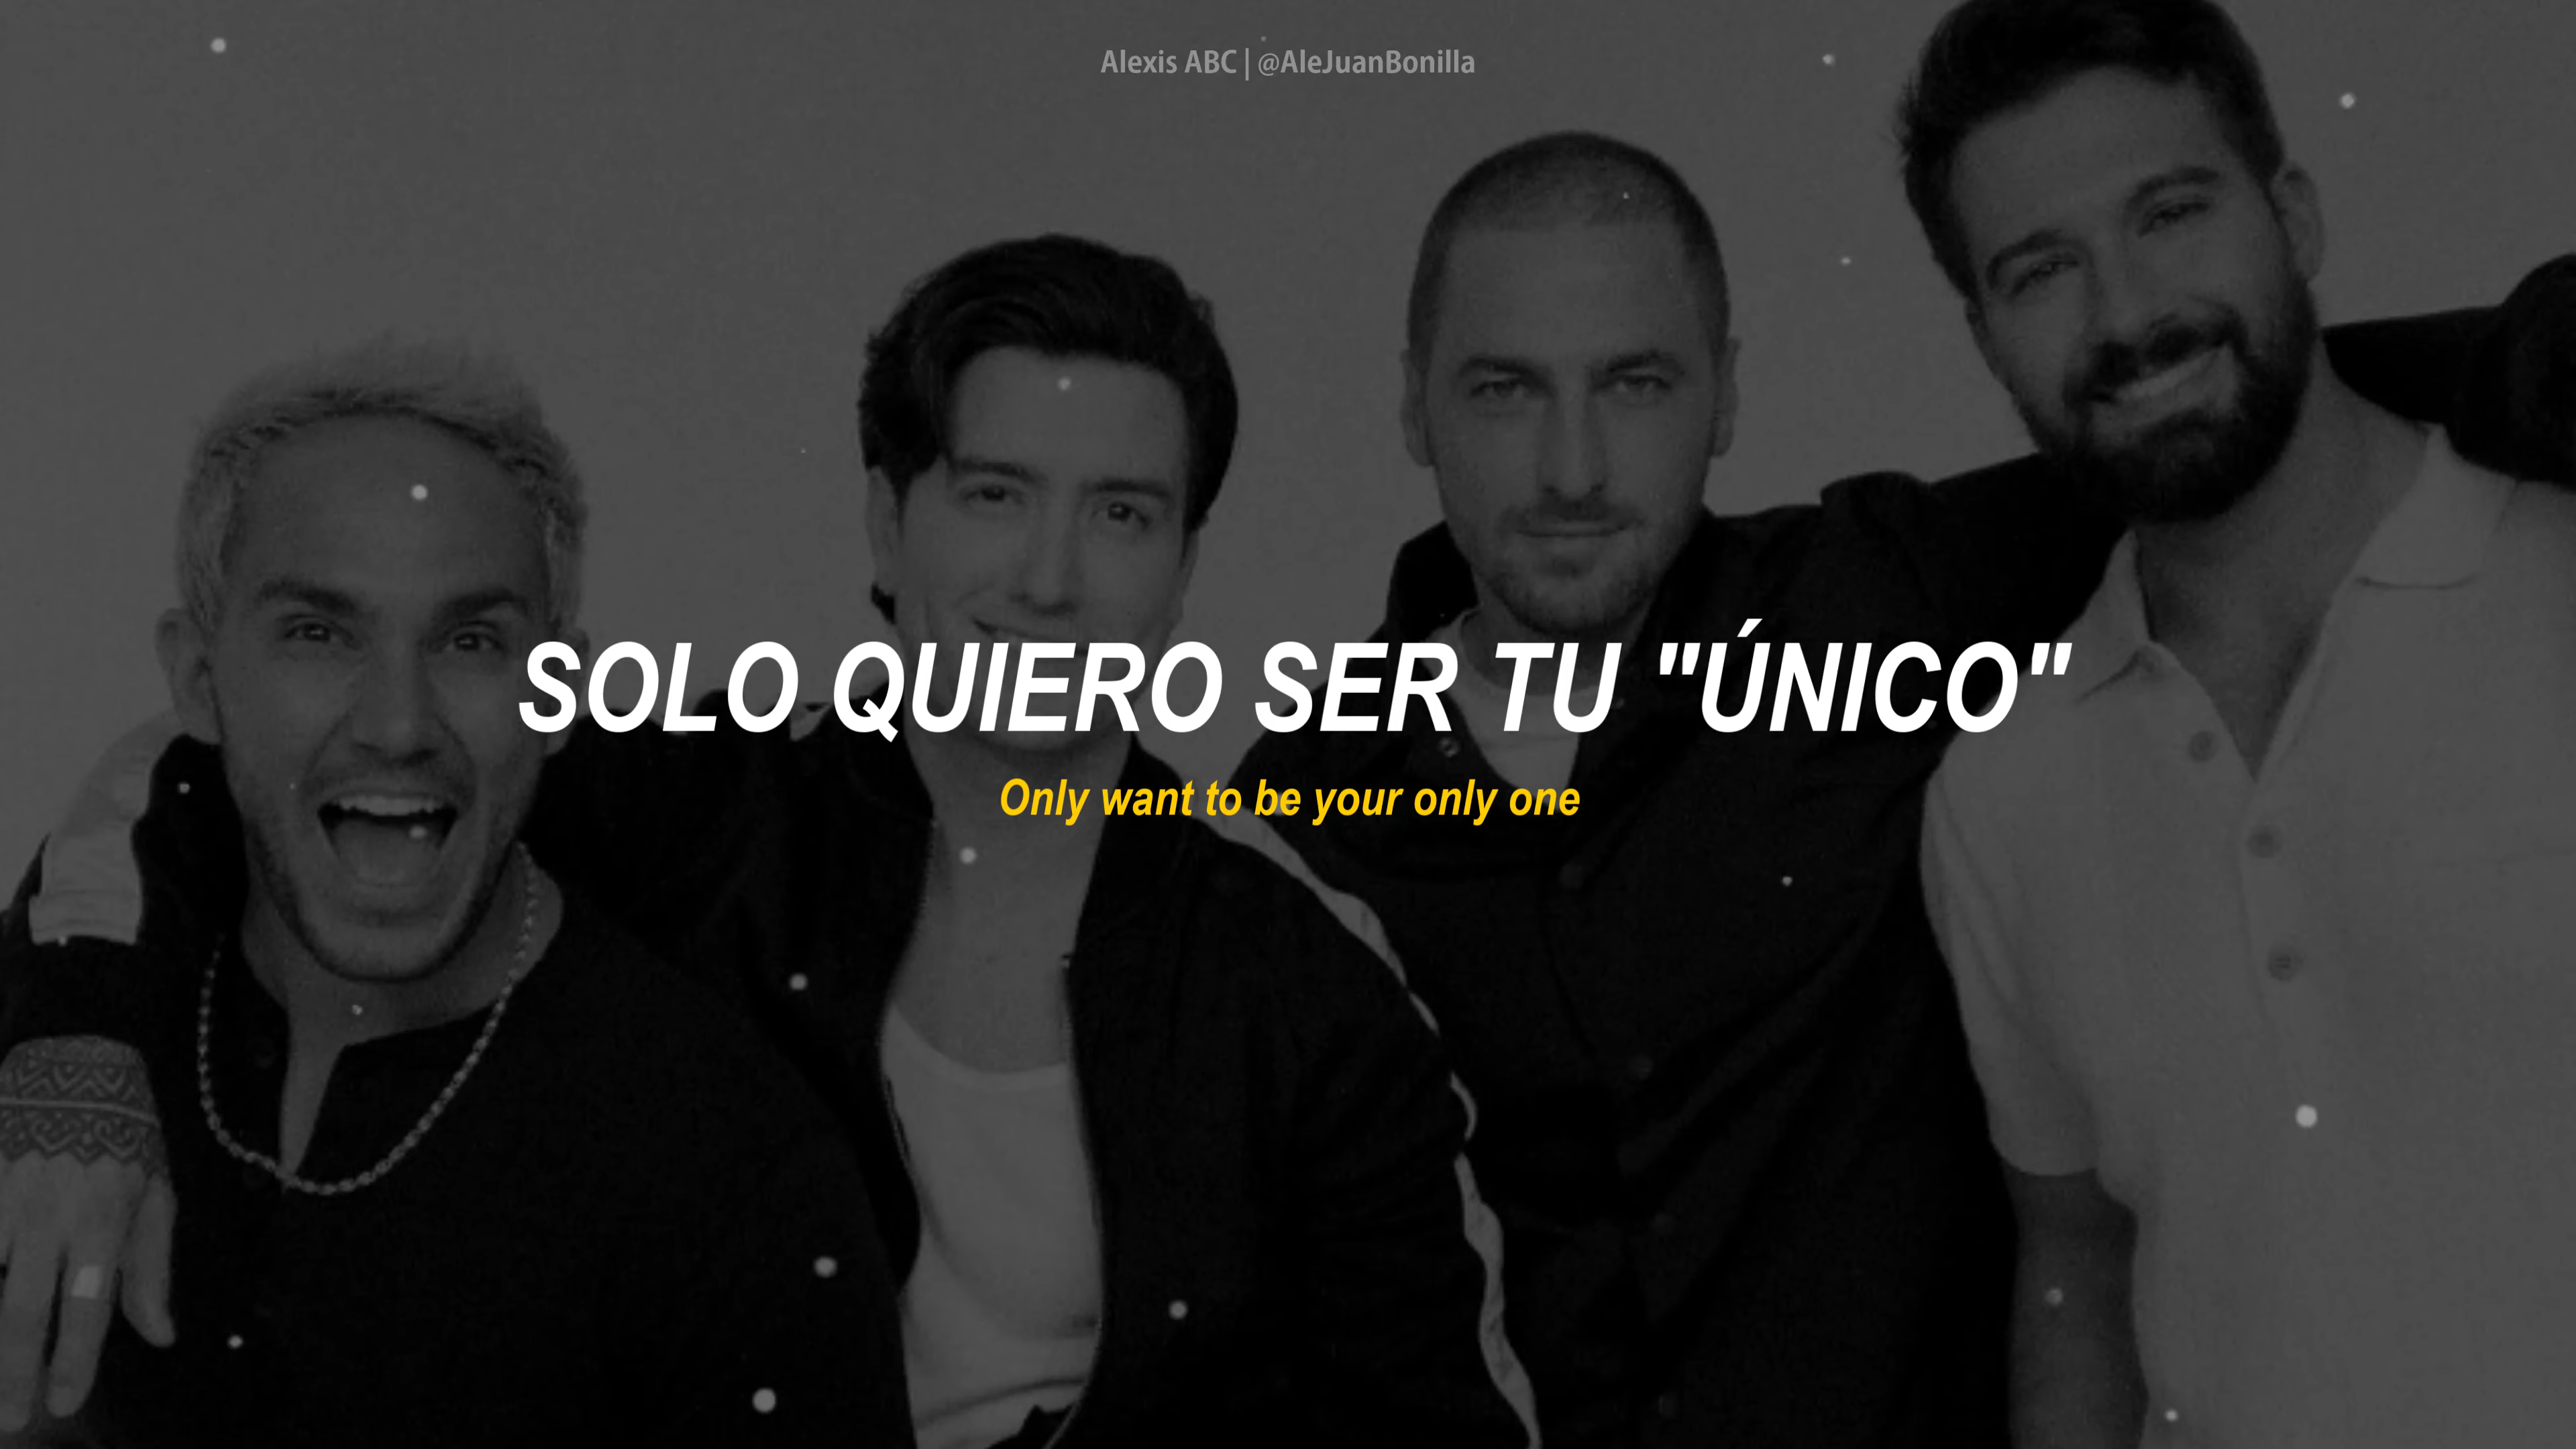 Alexis ABC | @AleJuanBonilla
SOLO QUIERO SER TU "ÚNICO"
Only want to be your only one